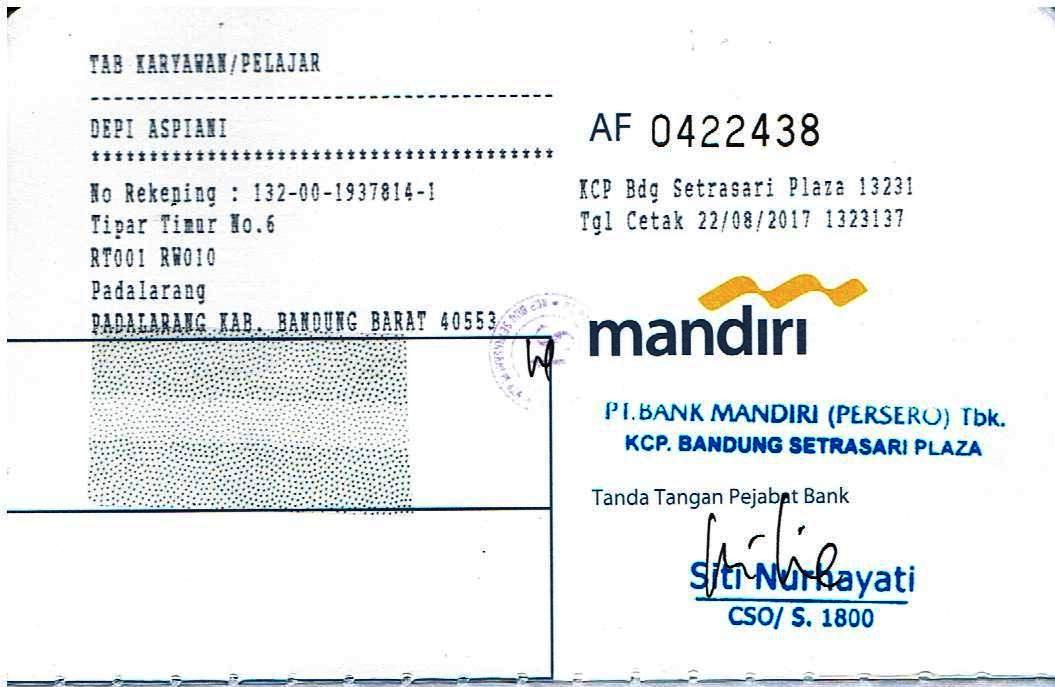 TAB KARYAWAN/PELAJAR
----------------------------------------
DEPI ASPIANI
****************************************
No Rekening : 132-00-1937814-1
Tipar Timur No.6
RT001 RW010
Padalarang
PADALARANG KAB. BANDUNG BARAT 40553
AF 0422438
KCP Bdg Setrasari Plaza 13231
Tgl Cetak 22/08/2017 1323137
mandiri
PT.BANK MANDIRI (PERSERO) Tbk.
KCP. BANDUNG SETRASARI PLAZA
Tanda Tangan Pejabat Bank
Siti Nurhayati
CSO/ S. 1800